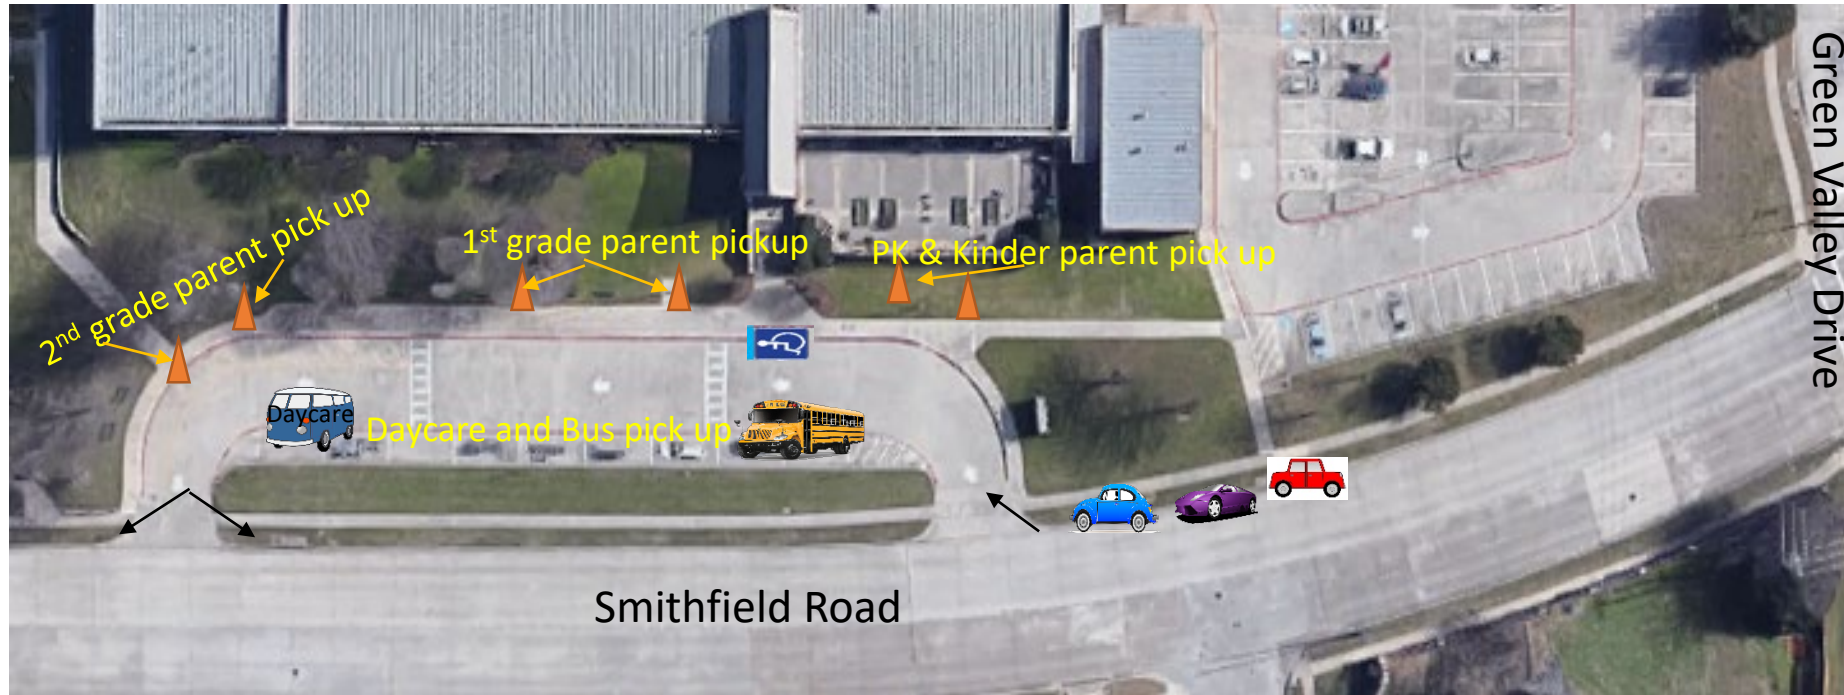 Green Valley Drive
2nd grade parent pick up
1st grade parent pickup
PK & Kinder parent pick up
Daycare
Daycare and Bus pick up
Smithfield Road